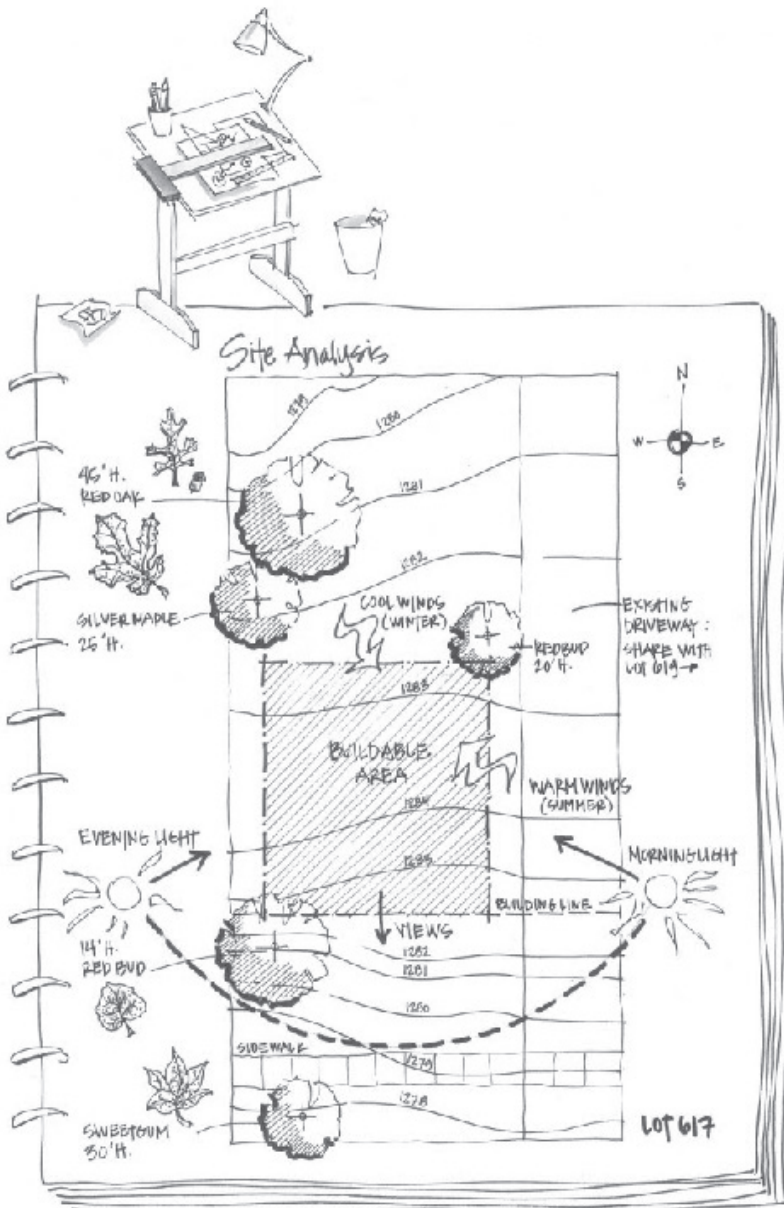 Site Analysis
N
W
E
S
1279
1280
45'H.
RED OAK
1281
1282
SILVER MAPLE
25'H.
COOL WINDS
(WINTER)
REDBUD
20'H.
EXISTING
DRIVEWAY:
SHARE WITH
LOT 619
1283
BUILDABLE
AREA
WARM WINDS
(SUMMER)
1284
EVENING LIGHT
MORNING LIGHT
1283
BUILDING LINE
VIEWS
14'H.
RED BUD
1282
1281
1280
SIDEWALK
1279
1278
SWEETGUM
30'H.
LOT 617